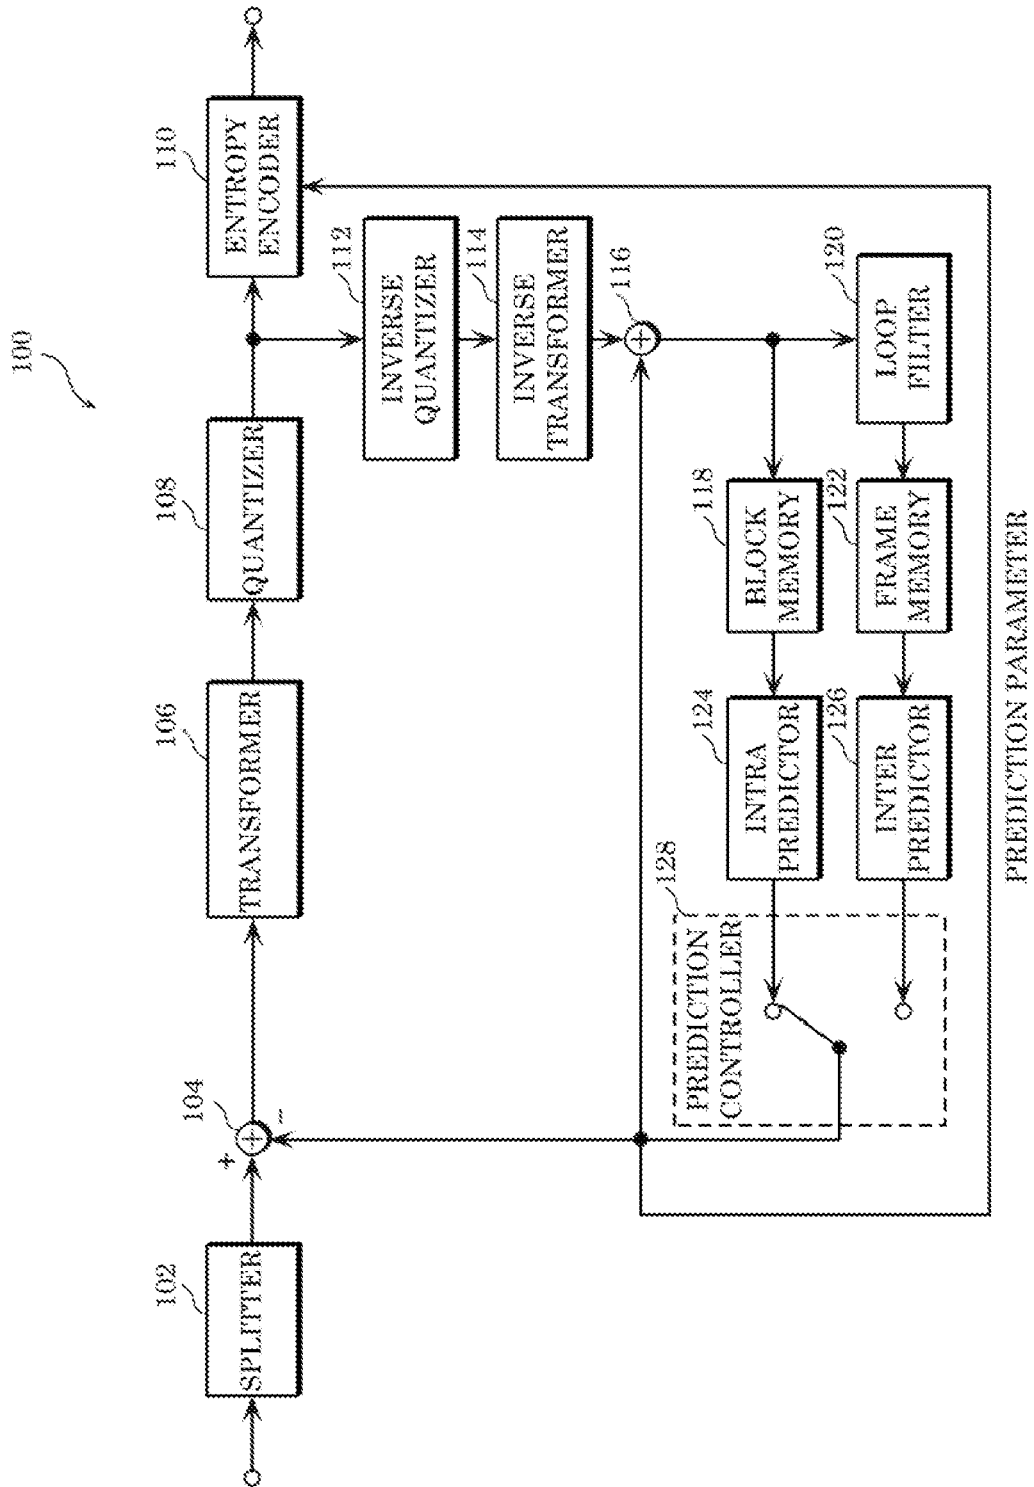 100
102
SPLITTER
104
+
−
106
TRANSFORMER
108
QUANTIZER
110
ENTROPY
ENCODER
112
INVERSE
QUANTIZER
114
INVERSE
TRANSFORMER
116
118
BLOCK
MEMORY
120
LOOP
FILTER
122
FRAME
MEMORY
124
INTRA
PREDICTOR
126
INTER
PREDICTOR
128
PREDICTION
CONTROLLER
PREDICTION PARAMETER